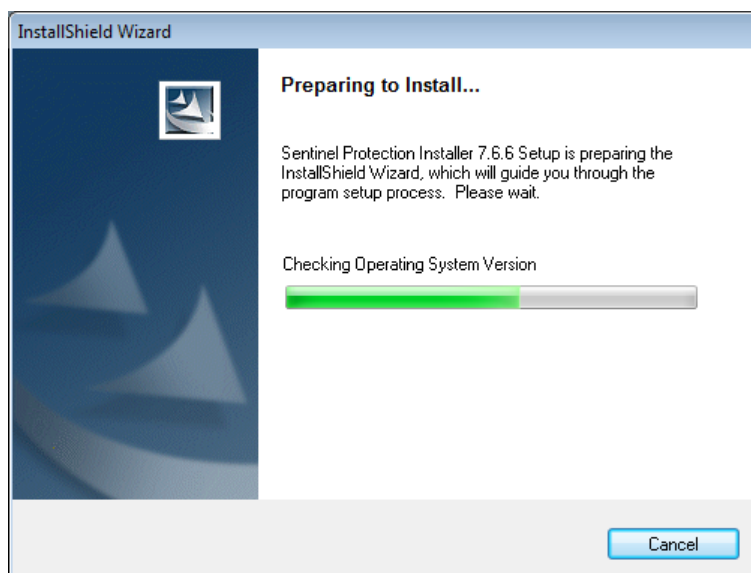 InstallShield Wizard
Preparing to Install...
Sentinel Protection Installer 7.6.6 Setup is preparing the
InstallShield Wizard, which will guide you through the
program setup process.  Please wait.
Checking Operating System Version
Cancel